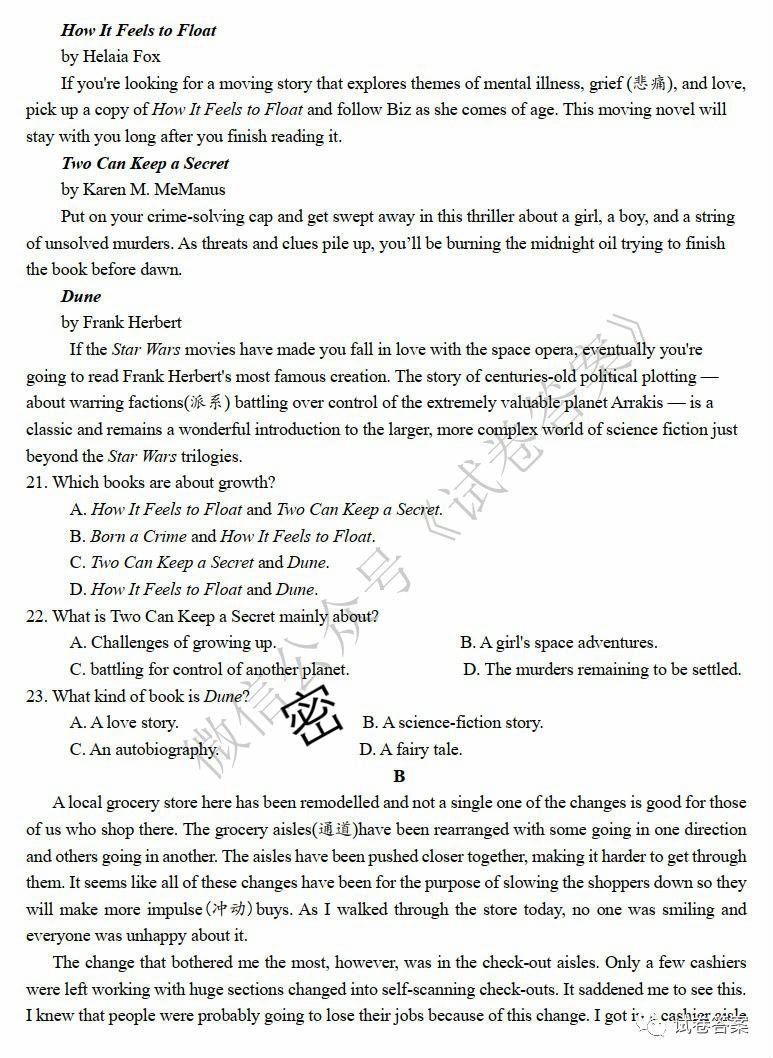 How It Feels to Float
by Helaia Fox
If you're looking for a moving story that explores themes of mental illness, grief (悲痛), and love,
pick up a copy of How It Feels to Float and follow Biz as she comes of age. This moving novel will
stay with you long after you finish reading it.
Two Can Keep a Secret
by Karen M. MeManus
Put on your crime-solving cap and get swept away in this thriller about a girl, a boy, and a string
of unsolved murders. As threats and clues pile up, you’ll be burning the midnight oil trying to finish
the book before dawn.
Dune
by Frank Herbert
If the Star Wars movies have made you fall in love with the space opera, eventually you're
going to read Frank Herbert's most famous creation. The story of centuries-old political plotting —
about warring factions(派系) battling over control of the extremely valuable planet Arrakis — is a
classic and remains a wonderful introduction to the larger, more complex world of science fiction just
beyond the Star Wars trilogies.
21. Which books are about growth?
A. How It Feels to Float and Two Can Keep a Secret.
B. Born a Crime and How It Feels to Float.
C. Two Can Keep a Secret and Dune.
D. How It Feels to Float and Dune.
22. What is Two Can Keep a Secret mainly about?
A. Challenges of growing up. B. A girl's space adventures.
C. battling for control of another planet. D. The murders remaining to be settled.
23. What kind of book is Dune?
A. A love story. B. A science-fiction story.
C. An autobiography. D. A fairy tale.
B
A local grocery store here has been remodelled and not a single one of the changes is good for those
of us who shop there. The grocery aisles(通道)have been rearranged with some going in one direction
and others going in another. The aisles have been pushed closer together, making it harder to get through
them. It seems like all of these changes have been for the purpose of slowing the shoppers down so they
will make more impulse(冲动)buys. As I walked through the store today, no one was smiling and
everyone was unhappy about it.
The change that bothered me the most, however, was in the check-out aisles. Only a few cashiers
were left working with huge sections changed into self-scanning check-outs. It saddened me to see this.
I knew that people were probably going to lose their jobs because of this change. I got cashier aisle
微信公众号《试卷答案》
密
试卷答案